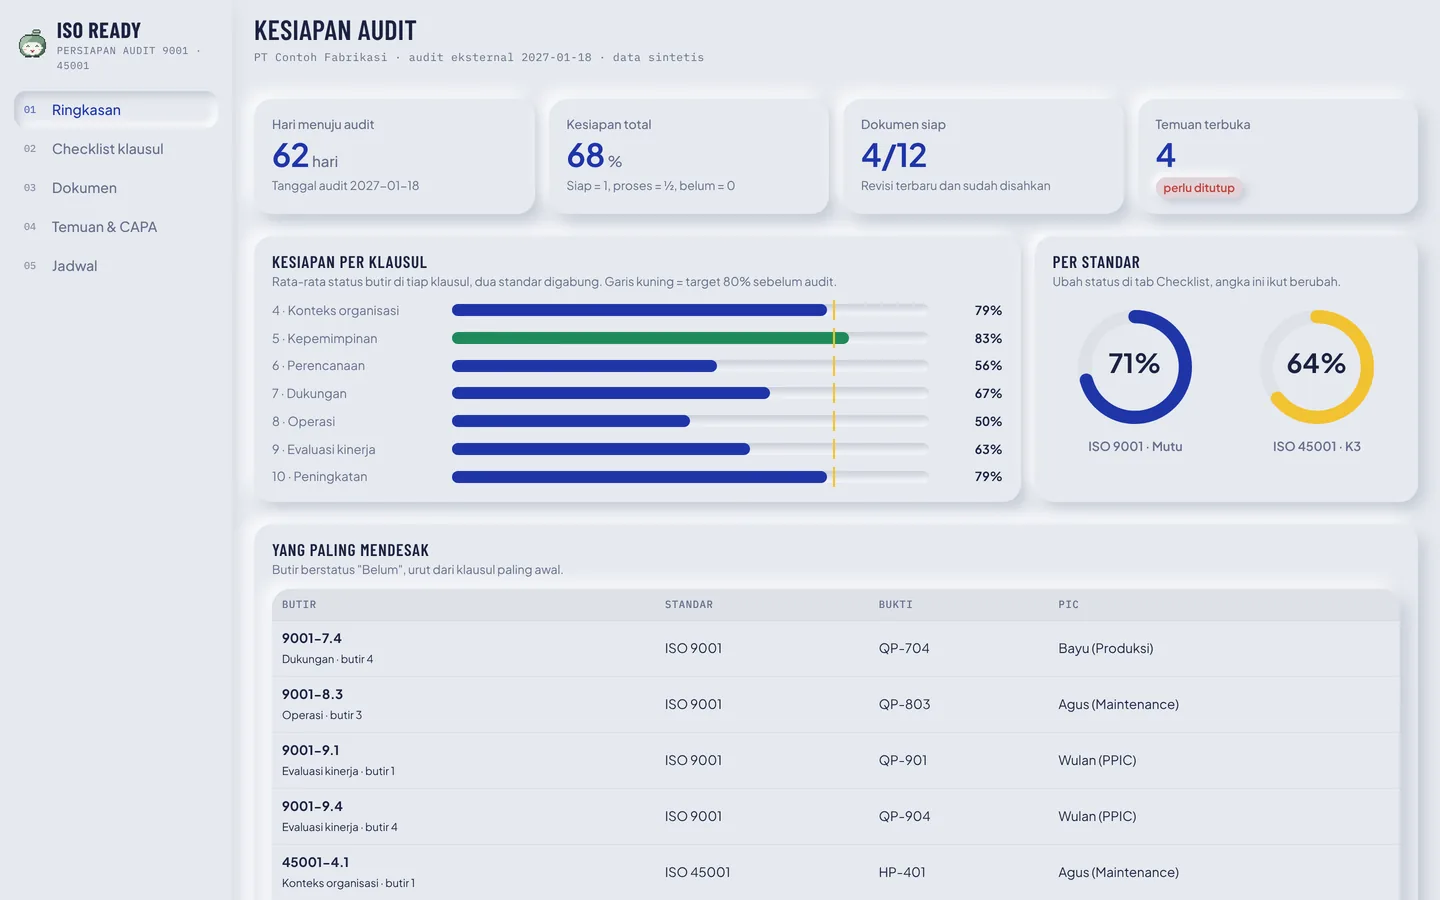 ISO READY
PERSIAPAN AUDIT 9001 ·
45001
01 Ringkasan
02 Checklist klausul
03 Dokumen
04 Temuan & CAPA
05 Jadwal
KESIAPAN AUDIT
PT Contoh Fabrikasi · audit eksternal 2027-01-18 · data sintetis
Hari menuju audit
62 hari
Tanggal audit 2027-01-18
Kesiapan total
68 %
Siap = 1, proses = ½, belum = 0
Dokumen siap
4/12
Revisi terbaru dan sudah disahkan
Temuan terbuka
4
perlu ditutup
KESIAPAN PER KLAUSUL
Rata-rata status butir di tiap klausul, dua standar digabung. Garis kuning = target 80% sebelum audit.
4 · Konteks organisasi 79%
5 · Kepemimpinan 83%
6 · Perencanaan 56%
7 · Dukungan 67%
8 · Operasi 50%
9 · Evaluasi kinerja 63%
10 · Peningkatan 79%
PER STANDAR
Ubah status di tab Checklist, angka ini ikut berubah.
71% 64%
ISO 9001 · Mutu ISO 45001 · K3
YANG PALING MENDESAK
Butir berstatus "Belum", urut dari klausul paling awal.
BUTIR STANDAR BUKTI PIC
9001-7.4
Dukungan · butir 4
ISO 9001 QP-704 Bayu (Produksi)
9001-8.3
Operasi · butir 3
ISO 9001 QP-803 Agus (Maintenance)
9001-9.1
Evaluasi kinerja · butir 1
ISO 9001 QP-901 Wulan (PPIC)
9001-9.4
Evaluasi kinerja · butir 4
ISO 9001 QP-904 Wulan (PPIC)
45001-4.1
Konteks organisasi · butir 1
ISO 45001 HP-401 Agus (Maintenance)